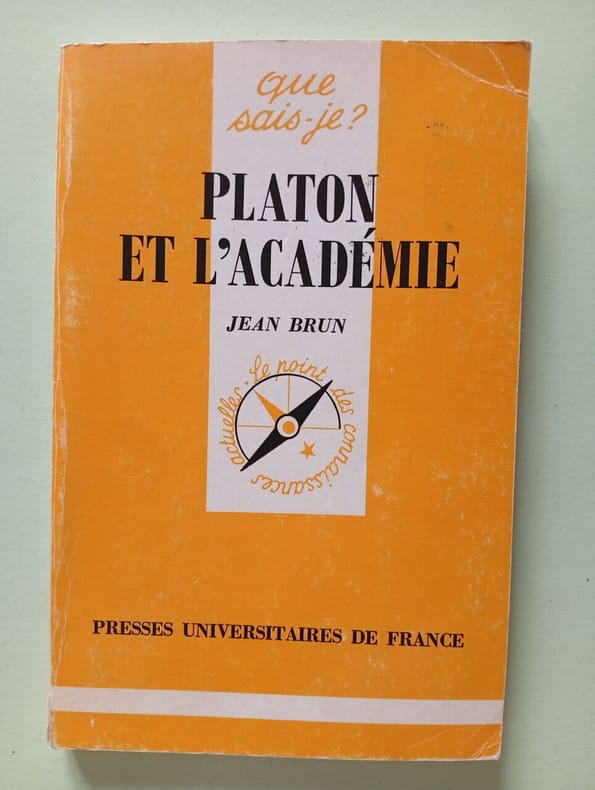 que
sais-je?
PLATON
ET L'ACADÉMIE
JEAN BRUN
Le point des connaissances actuelles.
PRESSES UNIVERSITAIRES DE FRANCE